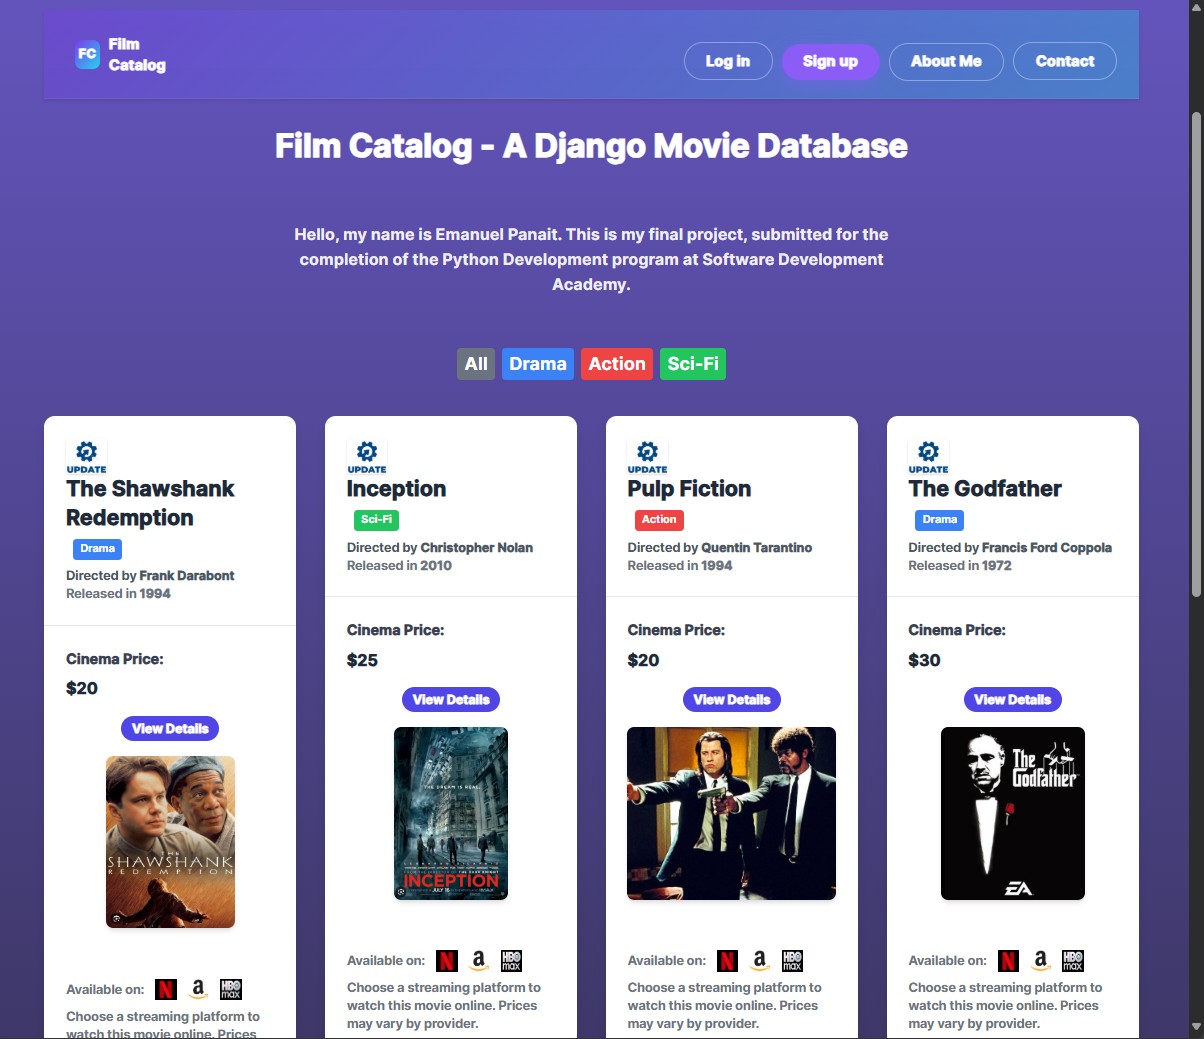 FC
Film
Catalog
Log in
Sign up
About Me
Contact
Film Catalog - A Django Movie Database
Hello, my name is Emanuel Panait. This is my final project, submitted for the
completion of the Python Development program at Software Development
Academy.
All
Drama
Action
Sci-Fi
UPDATE
The Shawshank
Redemption
Drama
Directed by Frank Darabont
Released in 1994
Cinema Price:
$20
View Details
THE
SHAWSHANK
REDEMPTION
Available on:
N
a
HBO
max
Choose a streaming platform to
watch this movie online. Prices
UPDATE
Inception
Sci-Fi
Directed by Christopher Nolan
Released in 2010
Cinema Price:
$25
View Details
THE DREAM IS REAL.
INCEPTION
JULY 16
Available on:
N
a
HBO
max
Choose a streaming platform to
watch this movie online. Prices
may vary by provider.
UPDATE
Pulp Fiction
Action
Directed by Quentin Tarantino
Released in 1994
Cinema Price:
$20
View Details
Available on:
N
a
HBO
max
Choose a streaming platform to
watch this movie online. Prices
may vary by provider.
UPDATE
The Godfather
Drama
Directed by Francis Ford Coppola
Released in 1972
Cinema Price:
$30
View Details
The
Godfather
EA
Available on:
N
a
HBO
max
Choose a streaming platform to
watch this movie online. Prices
may vary by provider.